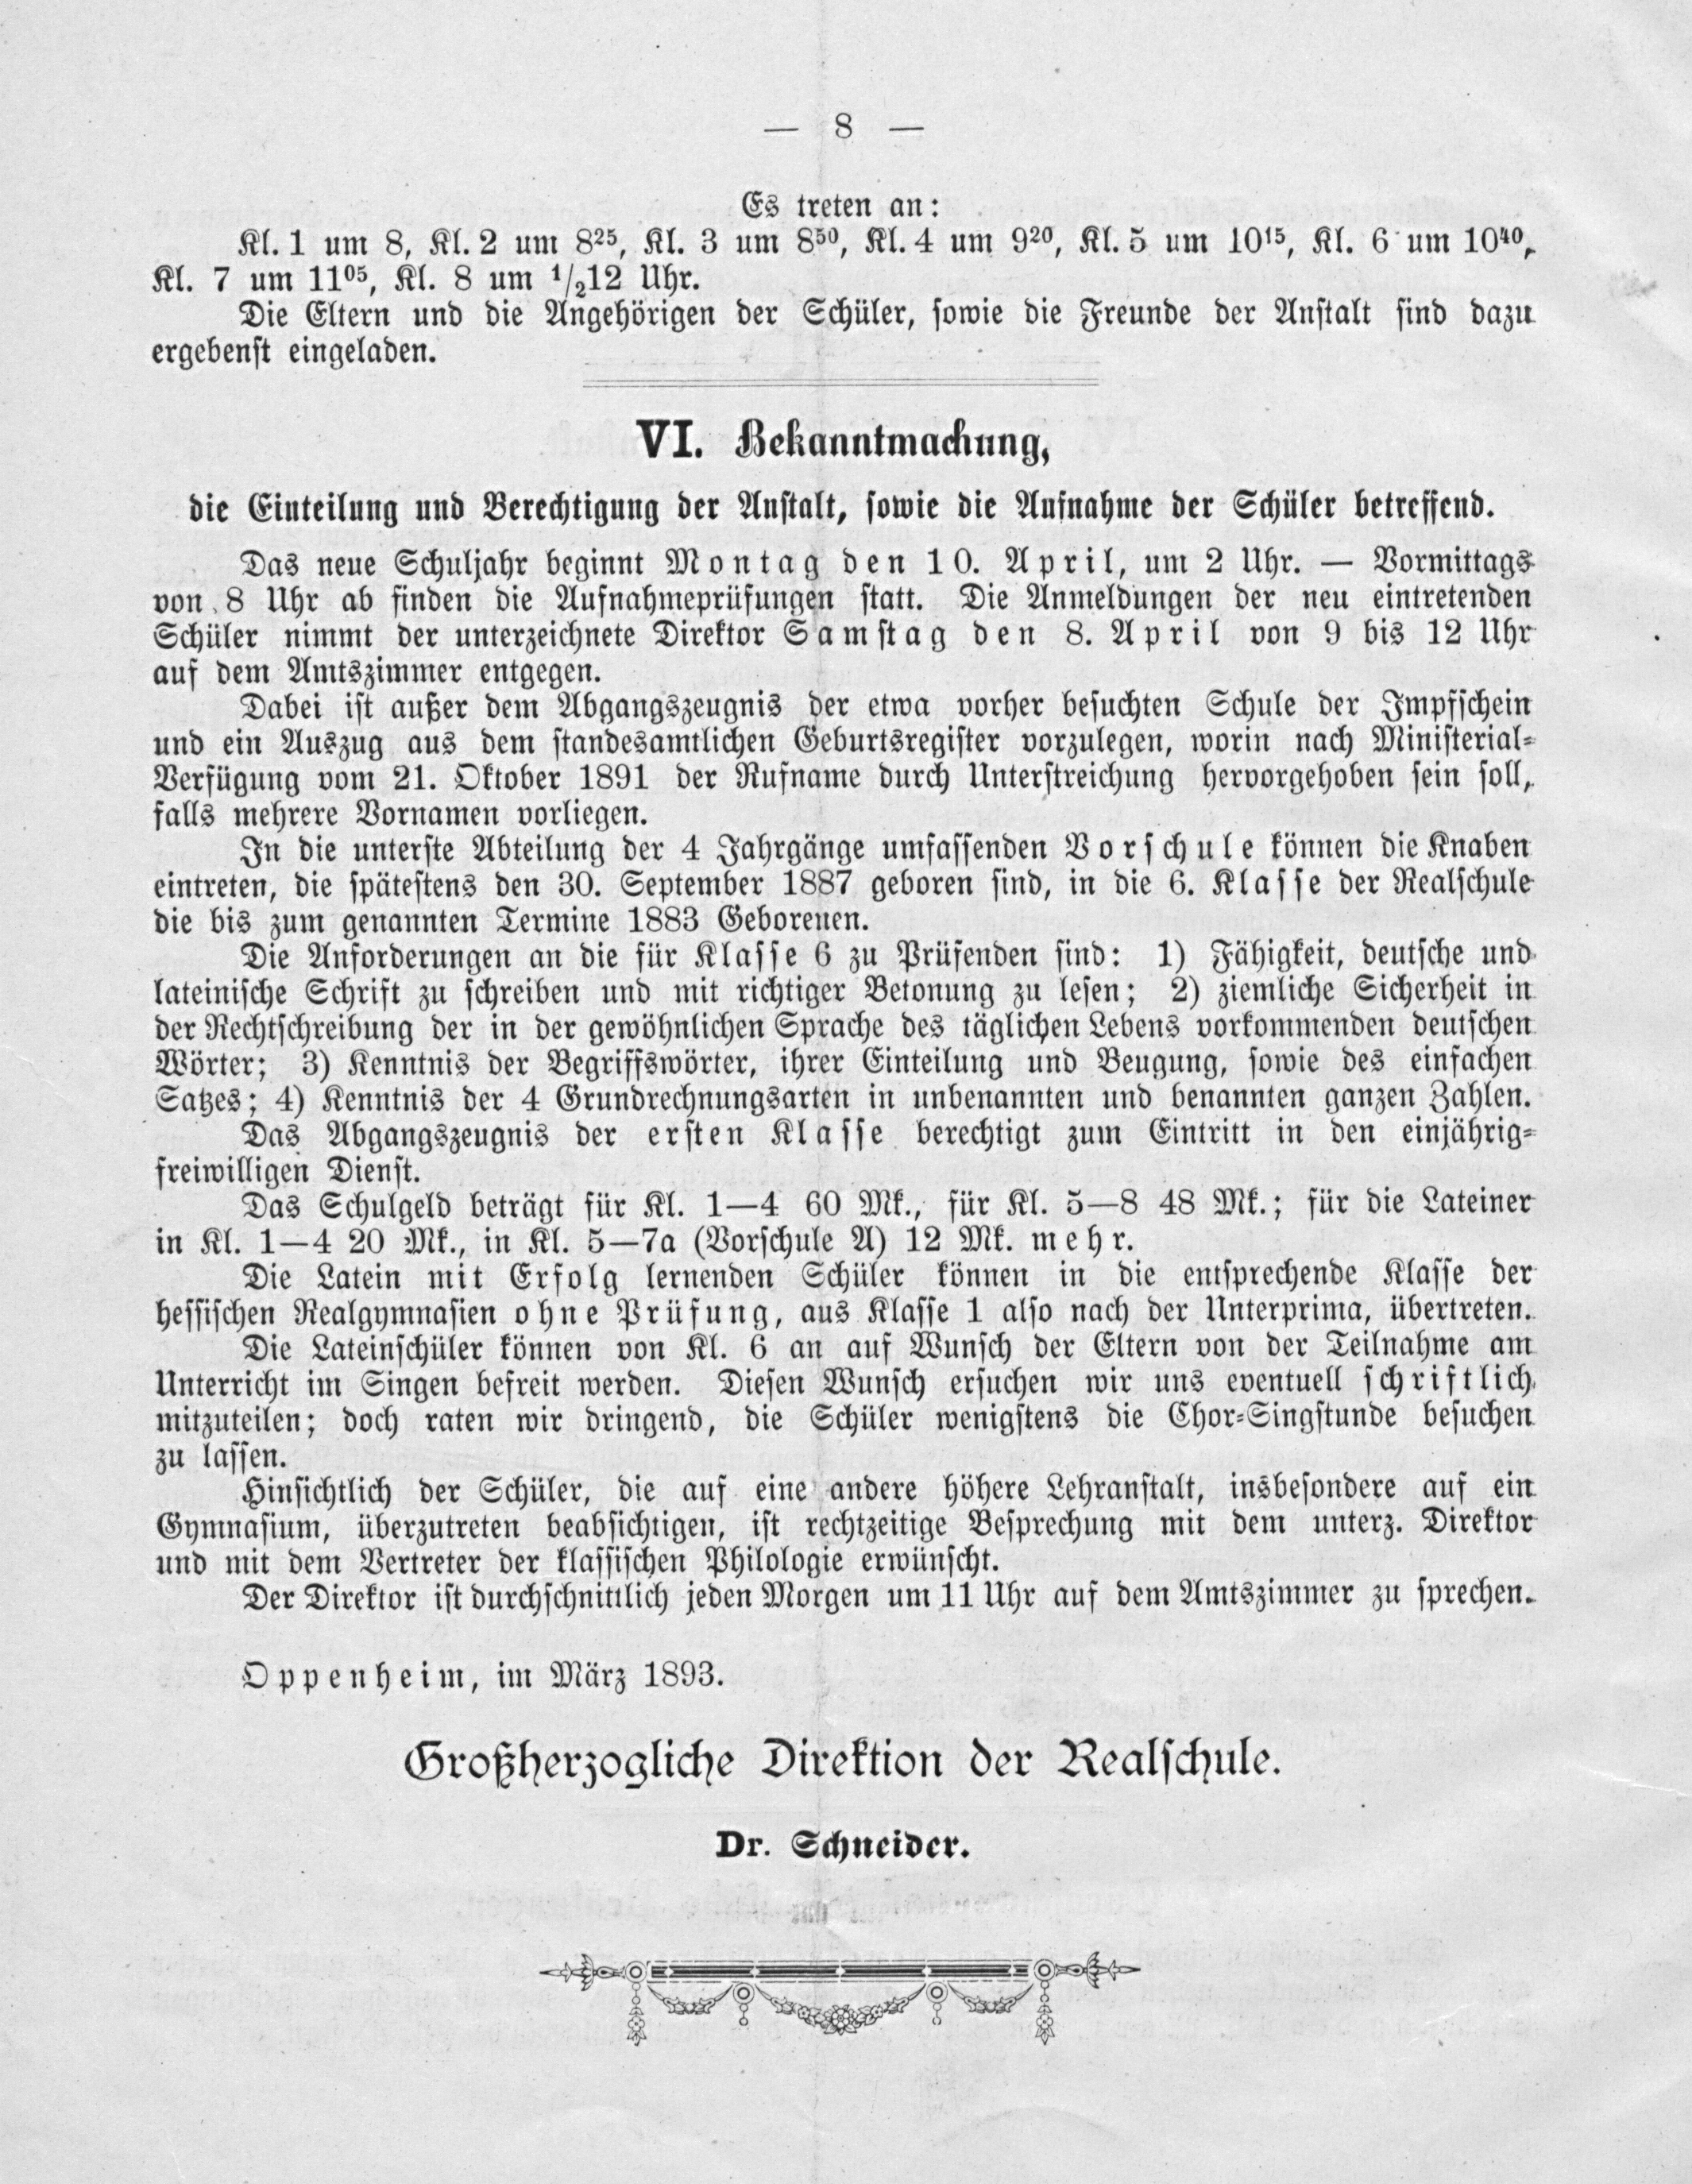 — 8 —
Es treten an:
Kl. 1 um 8, Kl. 2 um 8²⁵, Kl. 3 um 8⁵⁰, Kl. 4 um 9²⁰, Kl. 5 um 10¹⁵, Kl. 6 um 10⁴⁰,
Kl. 7 um 11⁰⁵, Kl. 8 um ¹/₂12 Uhr.
Die Eltern und die Angehörigen der Schüler, sowie die Freunde der Anstalt sind dazu
ergebenst eingeladen.
VI. Bekanntmachung,
die Einteilung und Berechtigung der Anstalt, sowie die Aufnahme der Schüler betreffend.
Das neue Schuljahr beginnt Montag den 10. April, um 2 Uhr. — Vormittags
von 8 Uhr ab finden die Aufnahmeprüfungen statt. Die Anmeldungen der neu eintretenden
Schüler nimmt der unterzeichnete Direktor Samstag den 8. April von 9 bis 12 Uhr
auf dem Amtszimmer entgegen.
Dabei ist außer dem Abgangszeugnis der etwa vorher besuchten Schule der Impfschein
und ein Auszug aus dem standesamtlichen Geburtsregister vorzulegen, worin nach Ministerial-
Verfügung vom 21. Oktober 1891 der Rufname durch Unterstreichung hervorgehoben sein soll,
falls mehrere Vornamen vorliegen.
In die unterste Abteilung der 4 Jahrgänge umfassenden Vorschule können die Knaben
eintreten, die spätestens den 30. September 1887 geboren sind, in die 6. Klasse der Realschule
die bis zum genannten Termine 1883 Geborenen.
Die Anforderungen an die für Klasse 6 zu Prüfenden sind: 1) Fähigkeit, deutsche und
lateinische Schrift zu schreiben und mit richtiger Betonung zu lesen; 2) ziemliche Sicherheit in
der Rechtschreibung der in der gewöhnlichen Sprache des täglichen Lebens vorkommenden deutschen
Wörter; 3) Kenntnis der Begriffswörter, ihrer Einteilung und Beugung, sowie des einfachen
Satzes; 4) Kenntnis der 4 Grundrechnungsarten in unbenannten und benannten ganzen Zahlen.
Das Abgangszeugnis der ersten Klasse berechtigt zum Eintritt in den einjährig-
freiwilligen Dienst.
Das Schulgeld beträgt für Kl. 1—4 60 Mk., für Kl. 5—8 48 Mk.; für die Lateiner
in Kl. 1—4 20 Mk., in Kl. 5—7a (Vorschule A) 12 Mk. mehr.
Die Latein mit Erfolg lernenden Schüler können in die entsprechende Klasse der
hessischen Realgymnasien ohne Prüfung, aus Klasse 1 also nach der Unterprima, übertreten.
Die Lateinschüler können von Kl. 6 an auf Wunsch der Eltern von der Teilnahme am
Unterricht im Singen befreit werden. Diesen Wunsch ersuchen wir uns eventuell schriftlich
mitzuteilen; doch raten wir dringend, die Schüler wenigstens die Chor-Singstunde besuchen
zu lassen.
Hinsichtlich der Schüler, die auf eine andere höhere Lehranstalt, insbesondere auf ein
Gymnasium, überzutreten beabsichtigen, ist rechtzeitige Besprechung mit dem unterz. Direktor
und mit dem Vertreter der klassischen Philologie erwünscht.
Der Direktor ist durchschnittlich jeden Morgen um 11 Uhr auf dem Amtszimmer zu sprechen.
Oppenheim, im März 1893.
Großherzogliche Direktion der Realschule.
Dr. Schneider.